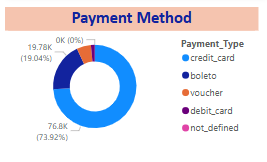 Payment Method
0K (0%)
19.78K
(19.04%)
76.8K
(73.92%)
Payment_Type
credit_card
boleto
voucher
debit_card
not_defined